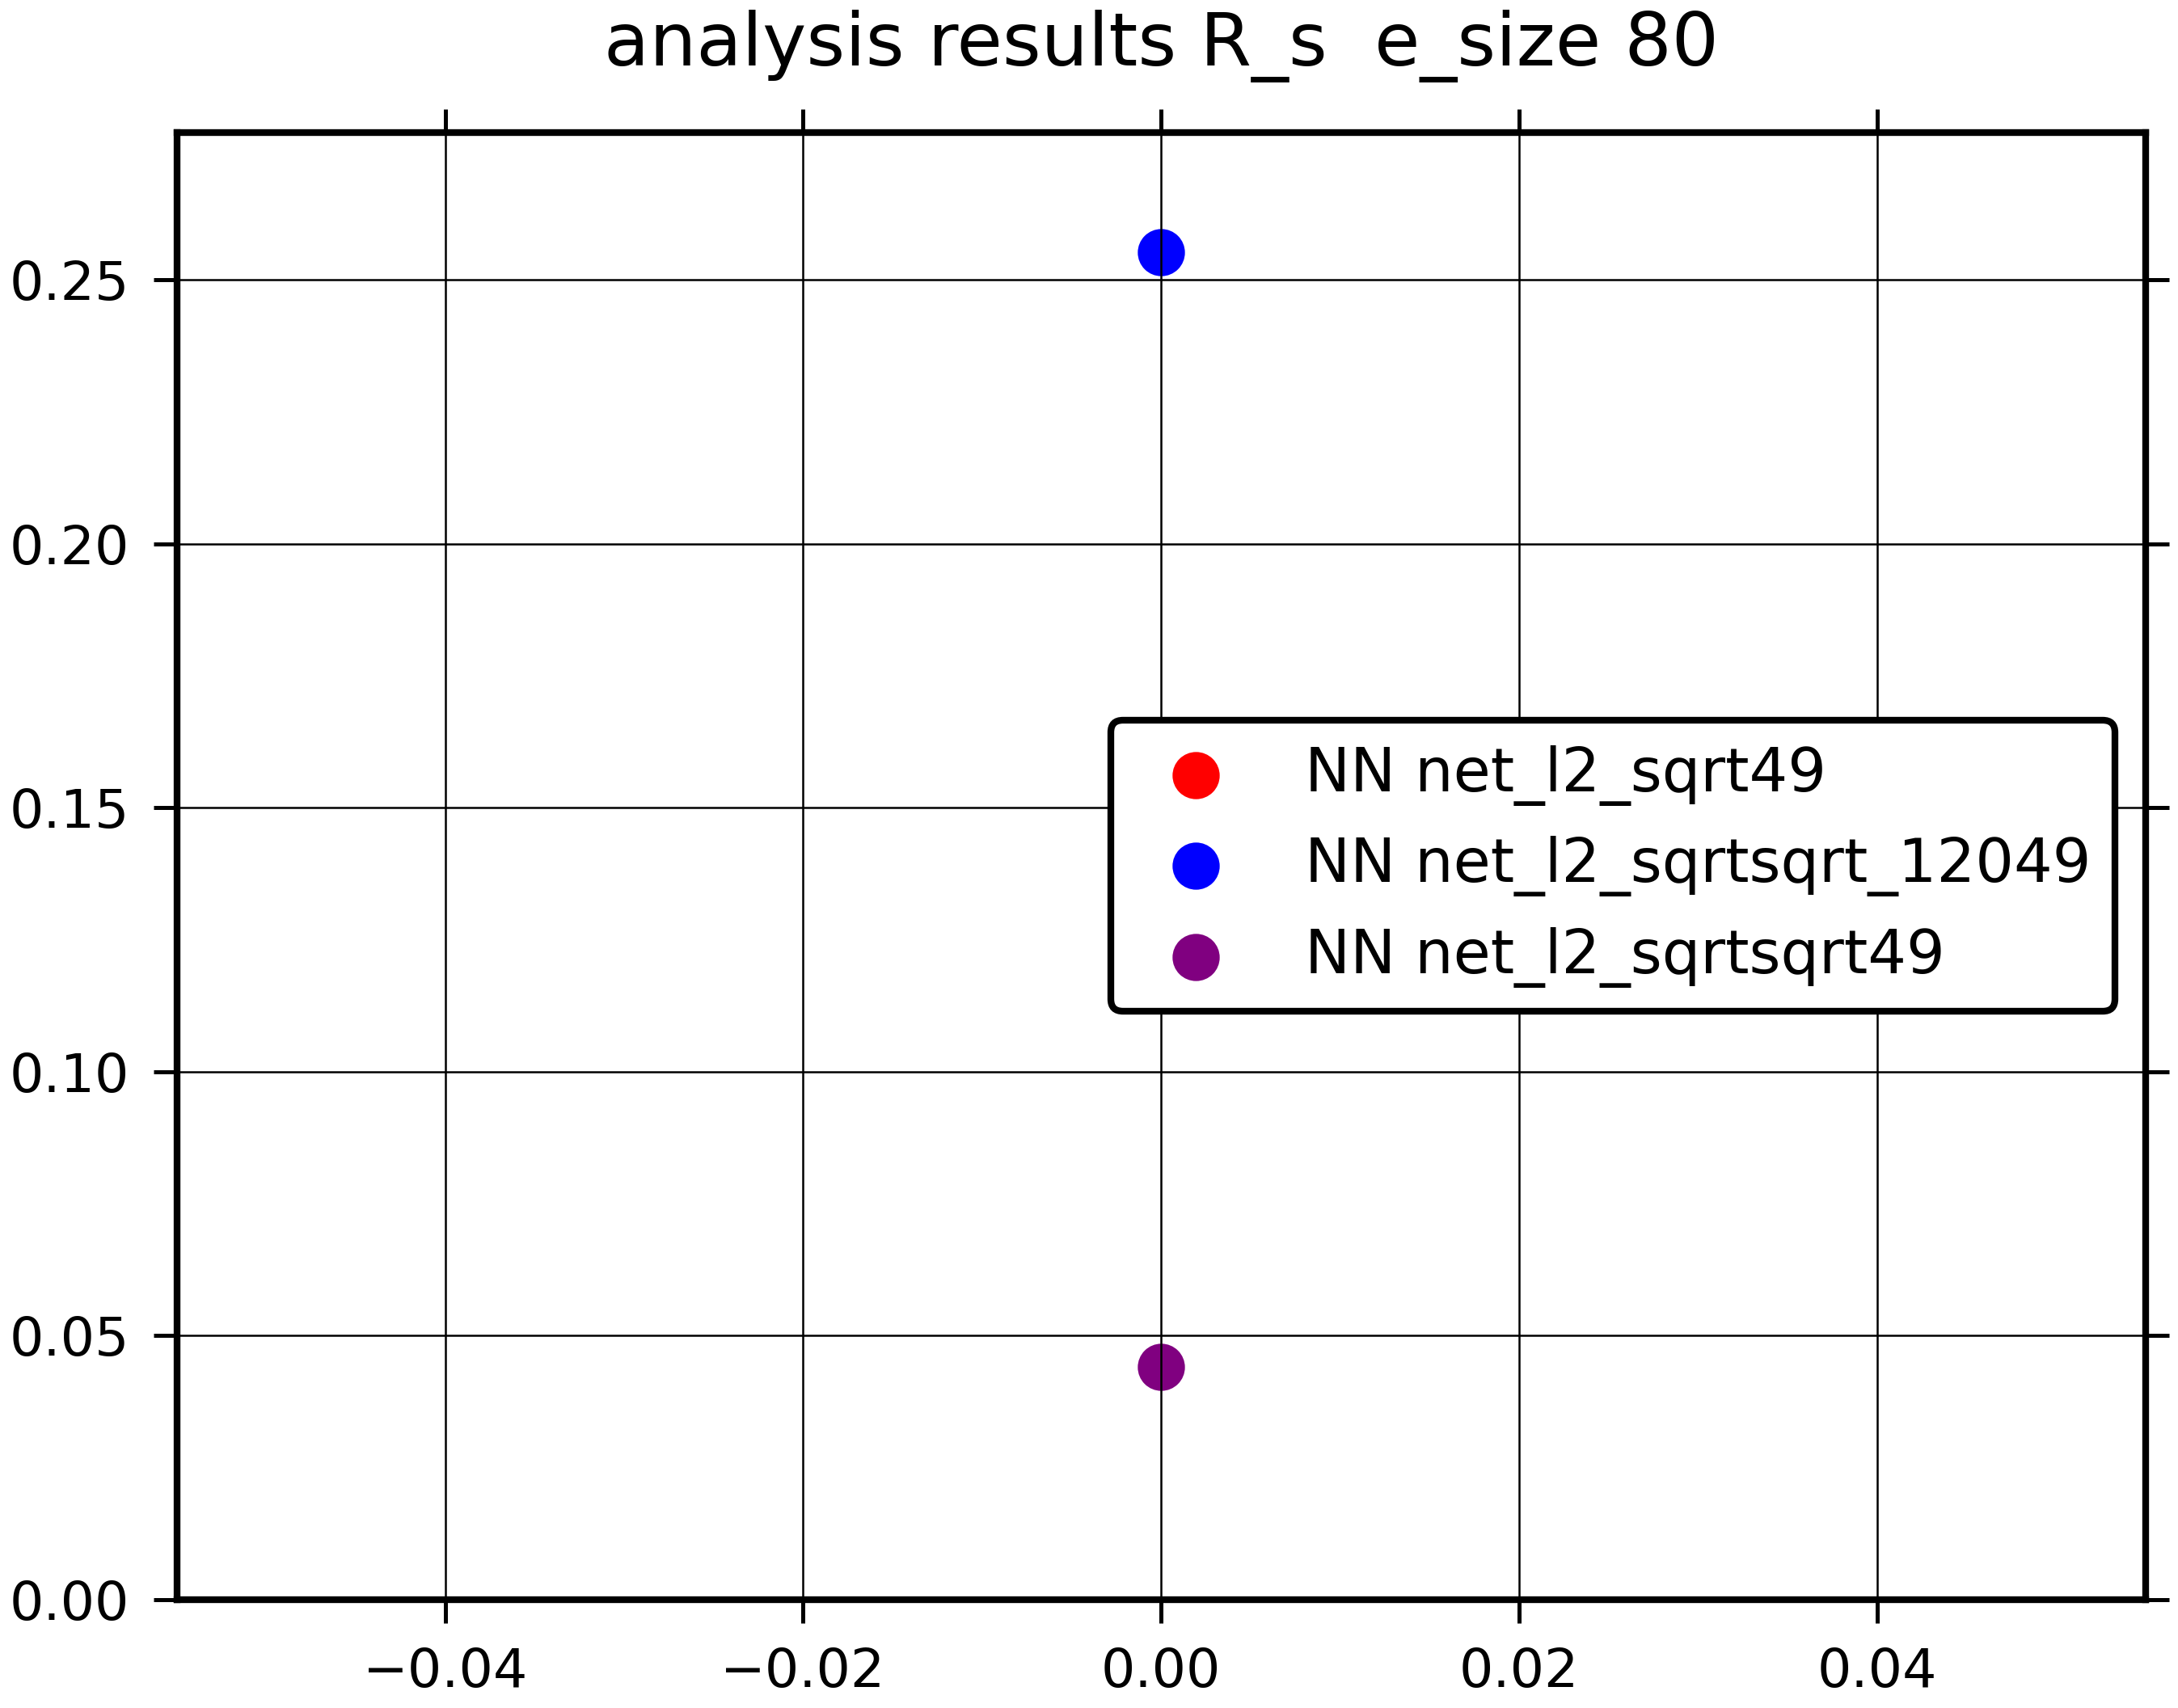 analysis results R_s  e_size 80
0.25
0.20
0.15
0.10
0.05
0.00
NN net_l2_sqrt49
NN net_l2_sqrtsqrt_12049
NN net_l2_sqrtsqrt49
−0.04 −0.02 0.00 0.02 0.04